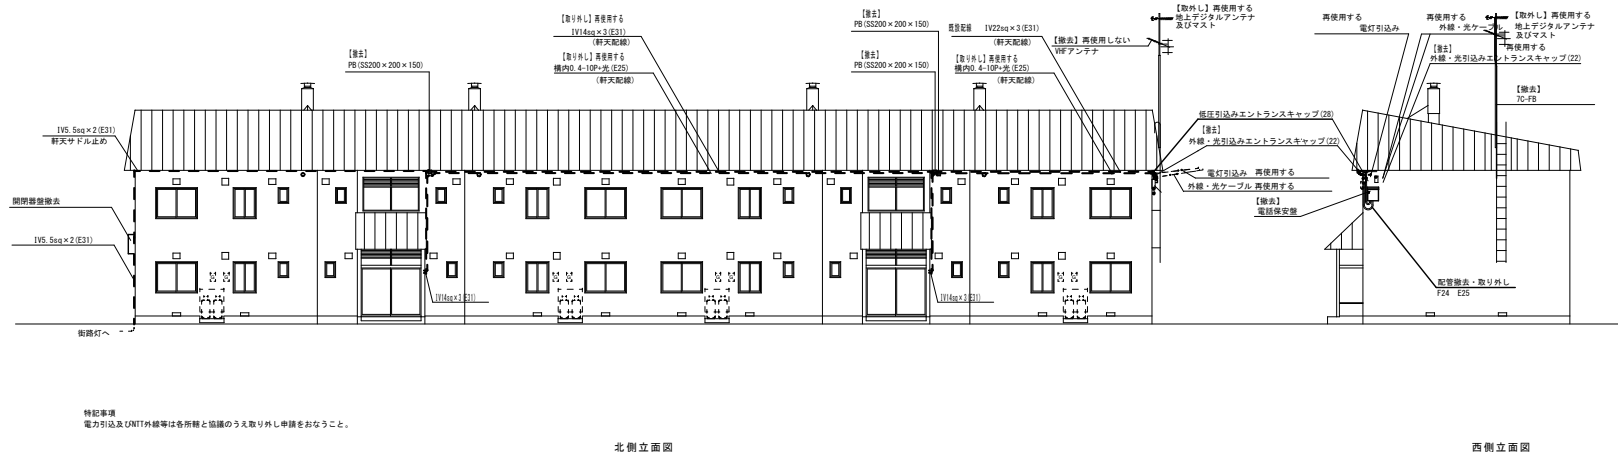 IV5.5sq×2(E31)
軒天サドル止め
開閉器盤撤去
IV5.5sq×2(E31)
街路灯へ
【撤去】
PB(SS200×200×150)
【取り外し】再使用する
IV14sq×3(E31)
(軒天配線)
【取り外し】再使用する
構内0.4-10P+光(E25)
(軒天配線)
IV14sq×3(E31)
【撤去】
PB(SS200×200×150)
【撤去】
PB(SS200×200×150)
既設配線 IV22sq×3(E31)
(軒天配線)
【取り外し】再使用する
構内0.4-10P+光(E25)
(軒天配線)
IV14sq×3(E31)
【取外し】再使用する
地上デジタルアンテナ
及びマスト
【撤去】再使用しない
VHFアンテナ
低圧引込みエントランスキャップ(28)
【撤去】
外線・光引込みエントランスキャップ(22)
電灯引込み 再使用する
外線・光ケーブル 再使用する
【撤去】
電話保安盤
再使用する
電灯引込み
再使用する
外線・光ケーブル
【取外し】再使用する
地上デジタルアンテナ
及びマスト
再使用する
【撤去】
外線・光引込みエントランスキャップ(22)
【撤去】
7C-FB
配管撤去・取り外し
F24 E25
特記事項
電力引込及びNTT外線等は各所轄と協議のうえ取り外し申請をおなうこと。
北側立面図
西側立面図